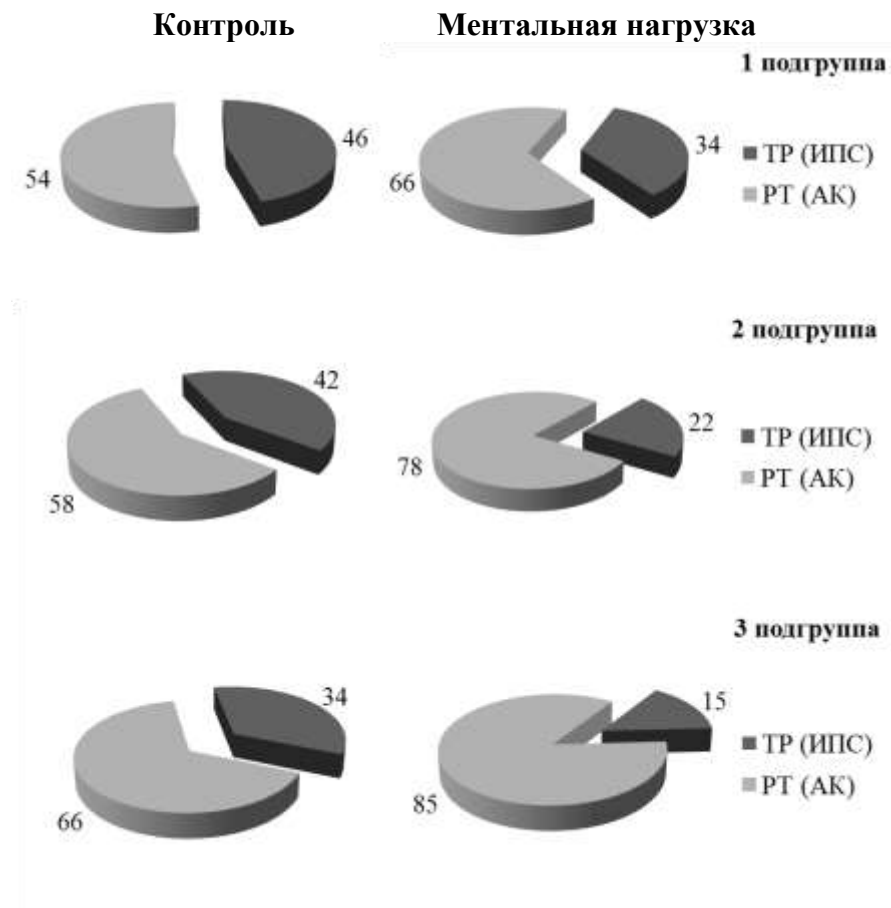 Контроль Ментальная нагрузка
1 подгруппа
54 46 66 34
ТР (ИПС)
РТ (АК)
2 подгруппа
58 42 78 22
ТР (ИПС)
РТ (АК)
3 подгруппа
66 34 85 15
ТР (ИПС)
РТ (АК)